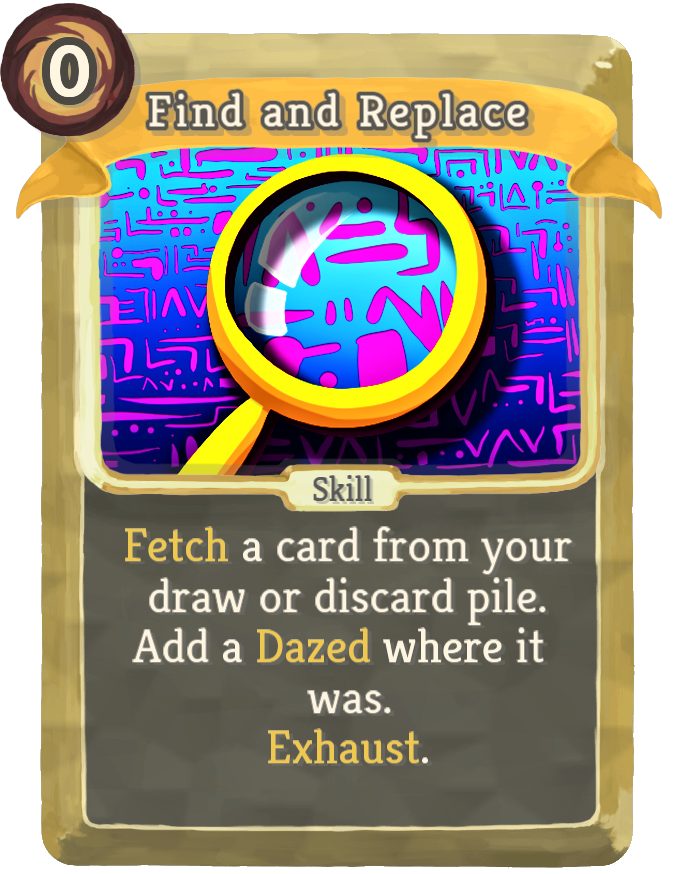 0
Find and Replace
Skill
Fetch a card from your
draw or discard pile.
Add a Dazed where it
was.
Exhaust.